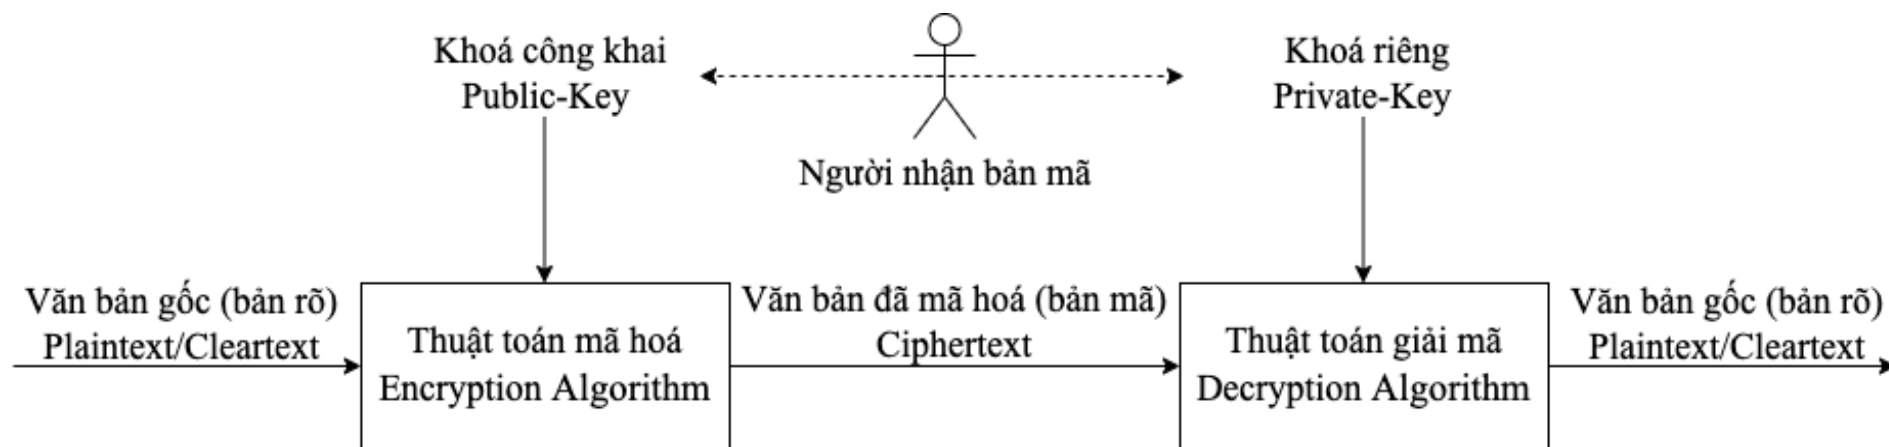 Khoá công khai
Public-Key
Khoá riêng
Private-Key
Người nhận bản mã
Văn bản gốc (bản rõ)
Plaintext/Cleartext
Thuật toán mã hoá
Encryption Algorithm
Văn bản đã mã hoá (bản mã)
Ciphertext
Thuật toán giải mã
Decryption Algorithm
Văn bản gốc (bản rõ)
Plaintext/Cleartext